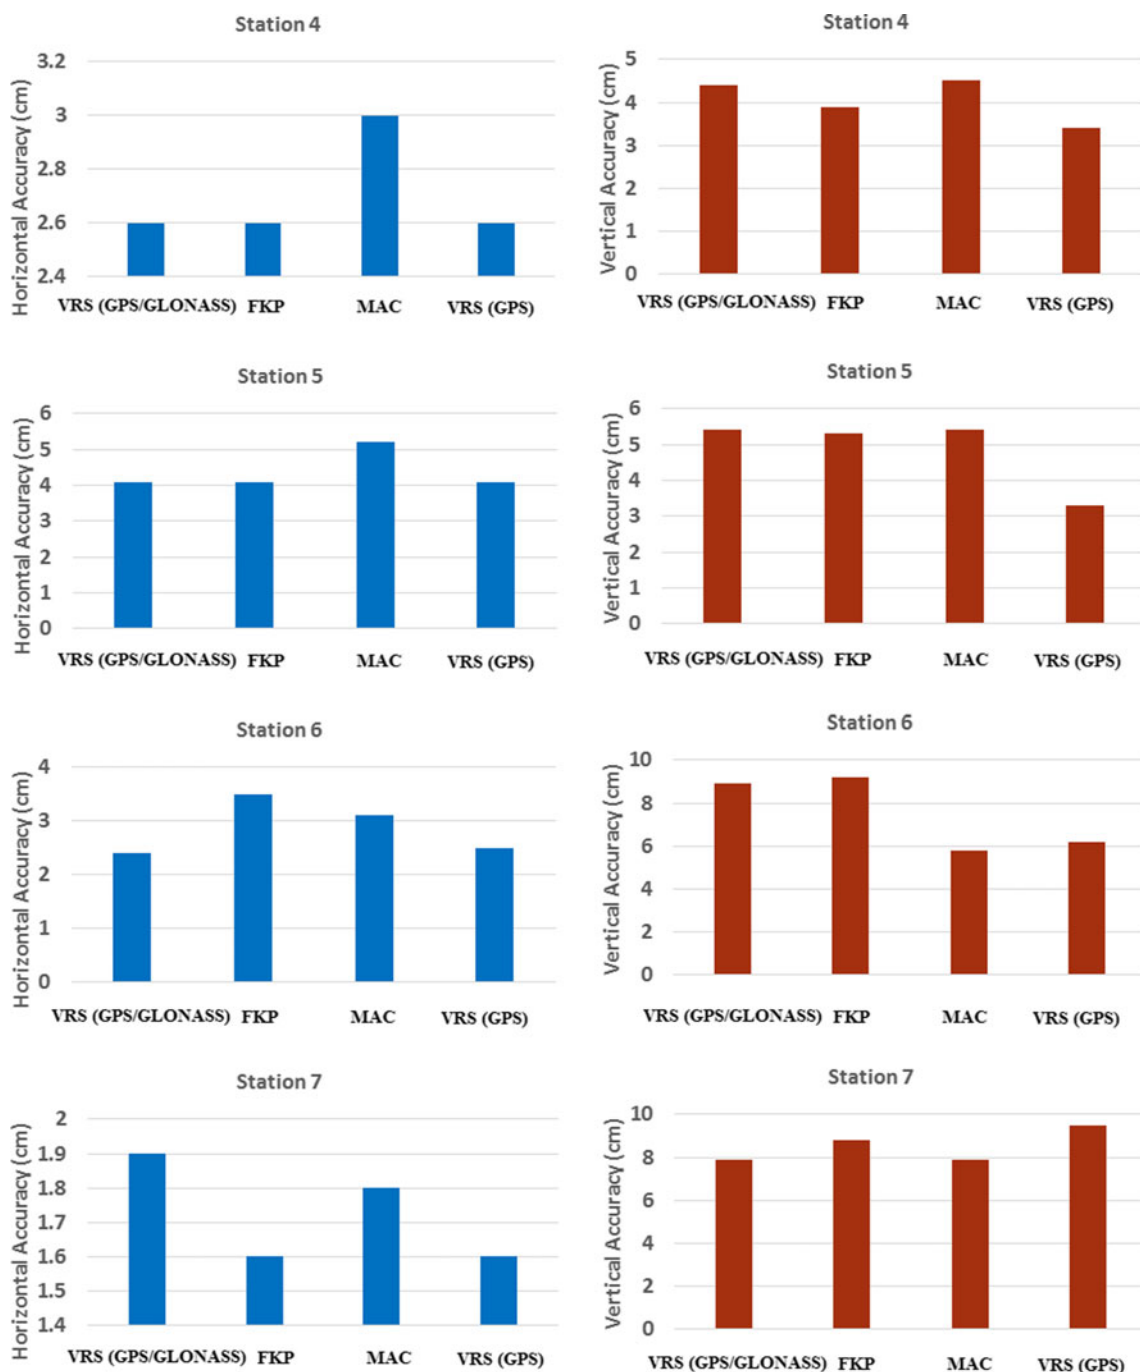 Station 4
Horizontal Accuracy (cm)
3.2
3
2.8
2.6
2.4
VRS (GPS/GLONASS) FKP MAC VRS (GPS)
Station 4
Vertical Accuracy (cm)
5
4
3
2
1
0
VRS (GPS/GLONASS) FKP MAC VRS (GPS)
Station 5
Horizontal Accuracy (cm)
6
5
4
3
2
1
0
VRS (GPS/GLONASS) FKP MAC VRS (GPS)
Station 5
Vertical Accuracy (cm)
6
5
4
3
2
1
0
VRS (GPS/GLONASS) FKP MAC VRS (GPS)
Station 6
Horizontal Accuracy (cm)
4
3
2
1
0
VRS (GPS/GLONASS) FKP MAC VRS (GPS)
Station 6
Vertical Accuracy (cm)
10
8
6
4
2
0
VRS (GPS/GLONASS) FKP MAC VRS (GPS)
Station 7
Horizontal Accuracy (cm)
2
1.9
1.8
1.7
1.6
1.5
1.4
VRS (GPS/GLONASS) FKP MAC VRS (GPS)
Station 7
Vertical Accuracy (cm)
10
8
6
4
2
0
VRS (GPS/GLONASS) FKP MAC VRS (GPS)